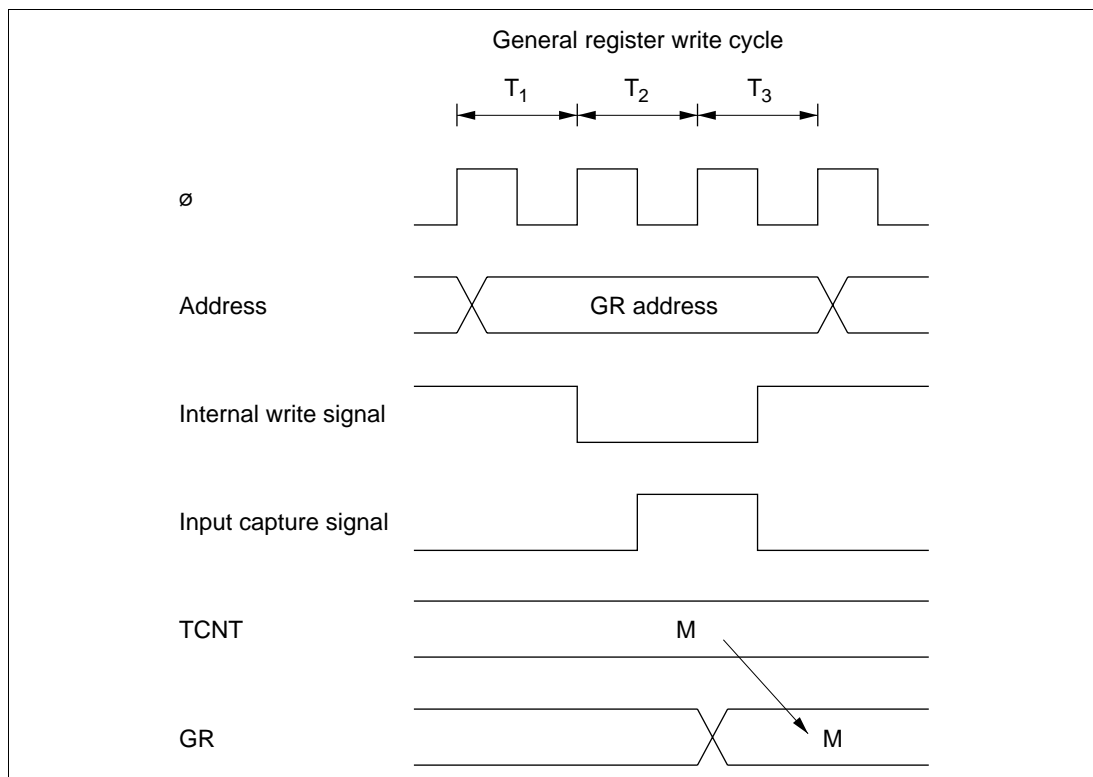 General register write cycle
T1 T2 T3
ø
Address GR address
Internal write signal
Input capture signal
TCNT M
GR M